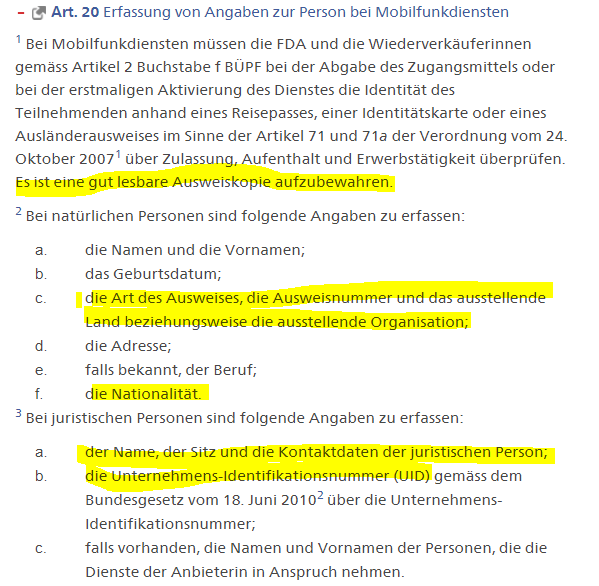 – Art. 20 Erfassung von Angaben zur Person bei Mobilfunkdiensten
1 Bei Mobilfunkdiensten müssen die FDA und die Wiederverkäuferinnen
gemäss Artikel 2 Buchstabe f BÜPF bei der Abgabe des Zugangsmittels oder
bei der erstmaligen Aktivierung des Dienstes die Identität des
Teilnehmenden anhand eines Reisepasses, einer Identitätskarte oder eines
Ausländerausweises im Sinne der Artikel 71 und 71a der Verordnung vom 24.
Oktober 2007¹ über Zulassung, Aufenthalt und Erwerbstätigkeit überprüfen.
Es ist eine gut lesbare Ausweiskopie aufzubewahren.
2 Bei natürlichen Personen sind folgende Angaben zu erfassen:
a. die Namen und die Vornamen;
b. das Geburtsdatum;
c. die Art des Ausweises, die Ausweisnummer und das ausstellende
Land beziehungsweise die ausstellende Organisation;
d. die Adresse;
e. falls bekannt, der Beruf;
f. die Nationalität.
3 Bei juristischen Personen sind folgende Angaben zu erfassen:
a. der Name, der Sitz und die Kontaktdaten der juristischen Person;
b. die Unternehmens-Identifikationsnummer (UID) gemäss dem
Bundesgesetz vom 18. Juni 2010² über die Unternehmens-
Identifikationsnummer;
c. falls vorhanden, die Namen und Vornamen der Personen, die die
Dienste der Anbieterin in Anspruch nehmen.